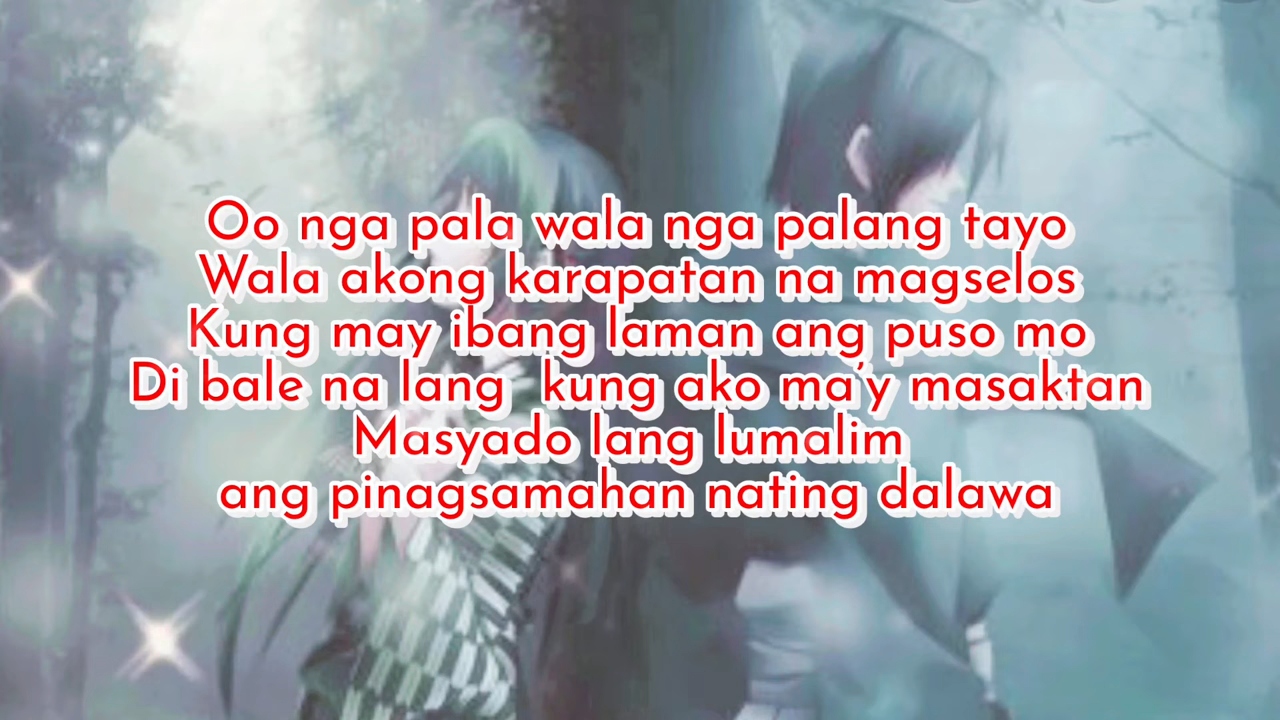 Oo nga pala wala nga palang tayo
Wala akong karapatan na magselos
Kung may ibang laman ang puso mo
Di bale na lang  kung ako ma'y masaktan
Masyado lang lumalim
ang pinagsamahan nating dalawa